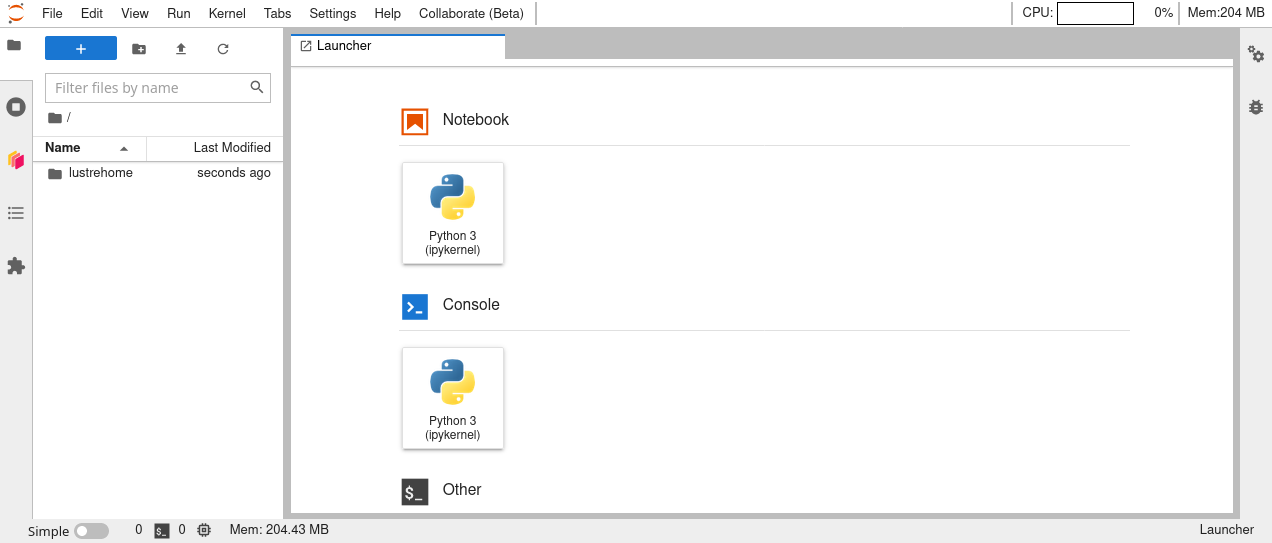 File Edit View Run Kernel Tabs Settings Help Collaborate (Beta) CPU: 0% Mem:204 MB
+
Filter files by name
/
Name Last Modified
lustrehome seconds ago
Launcher
Notebook
Python 3
(ipykernel)
Console
Python 3
(ipykernel)
$_ Other
Simple 0 $_ 0 Mem: 204.43 MB Launcher